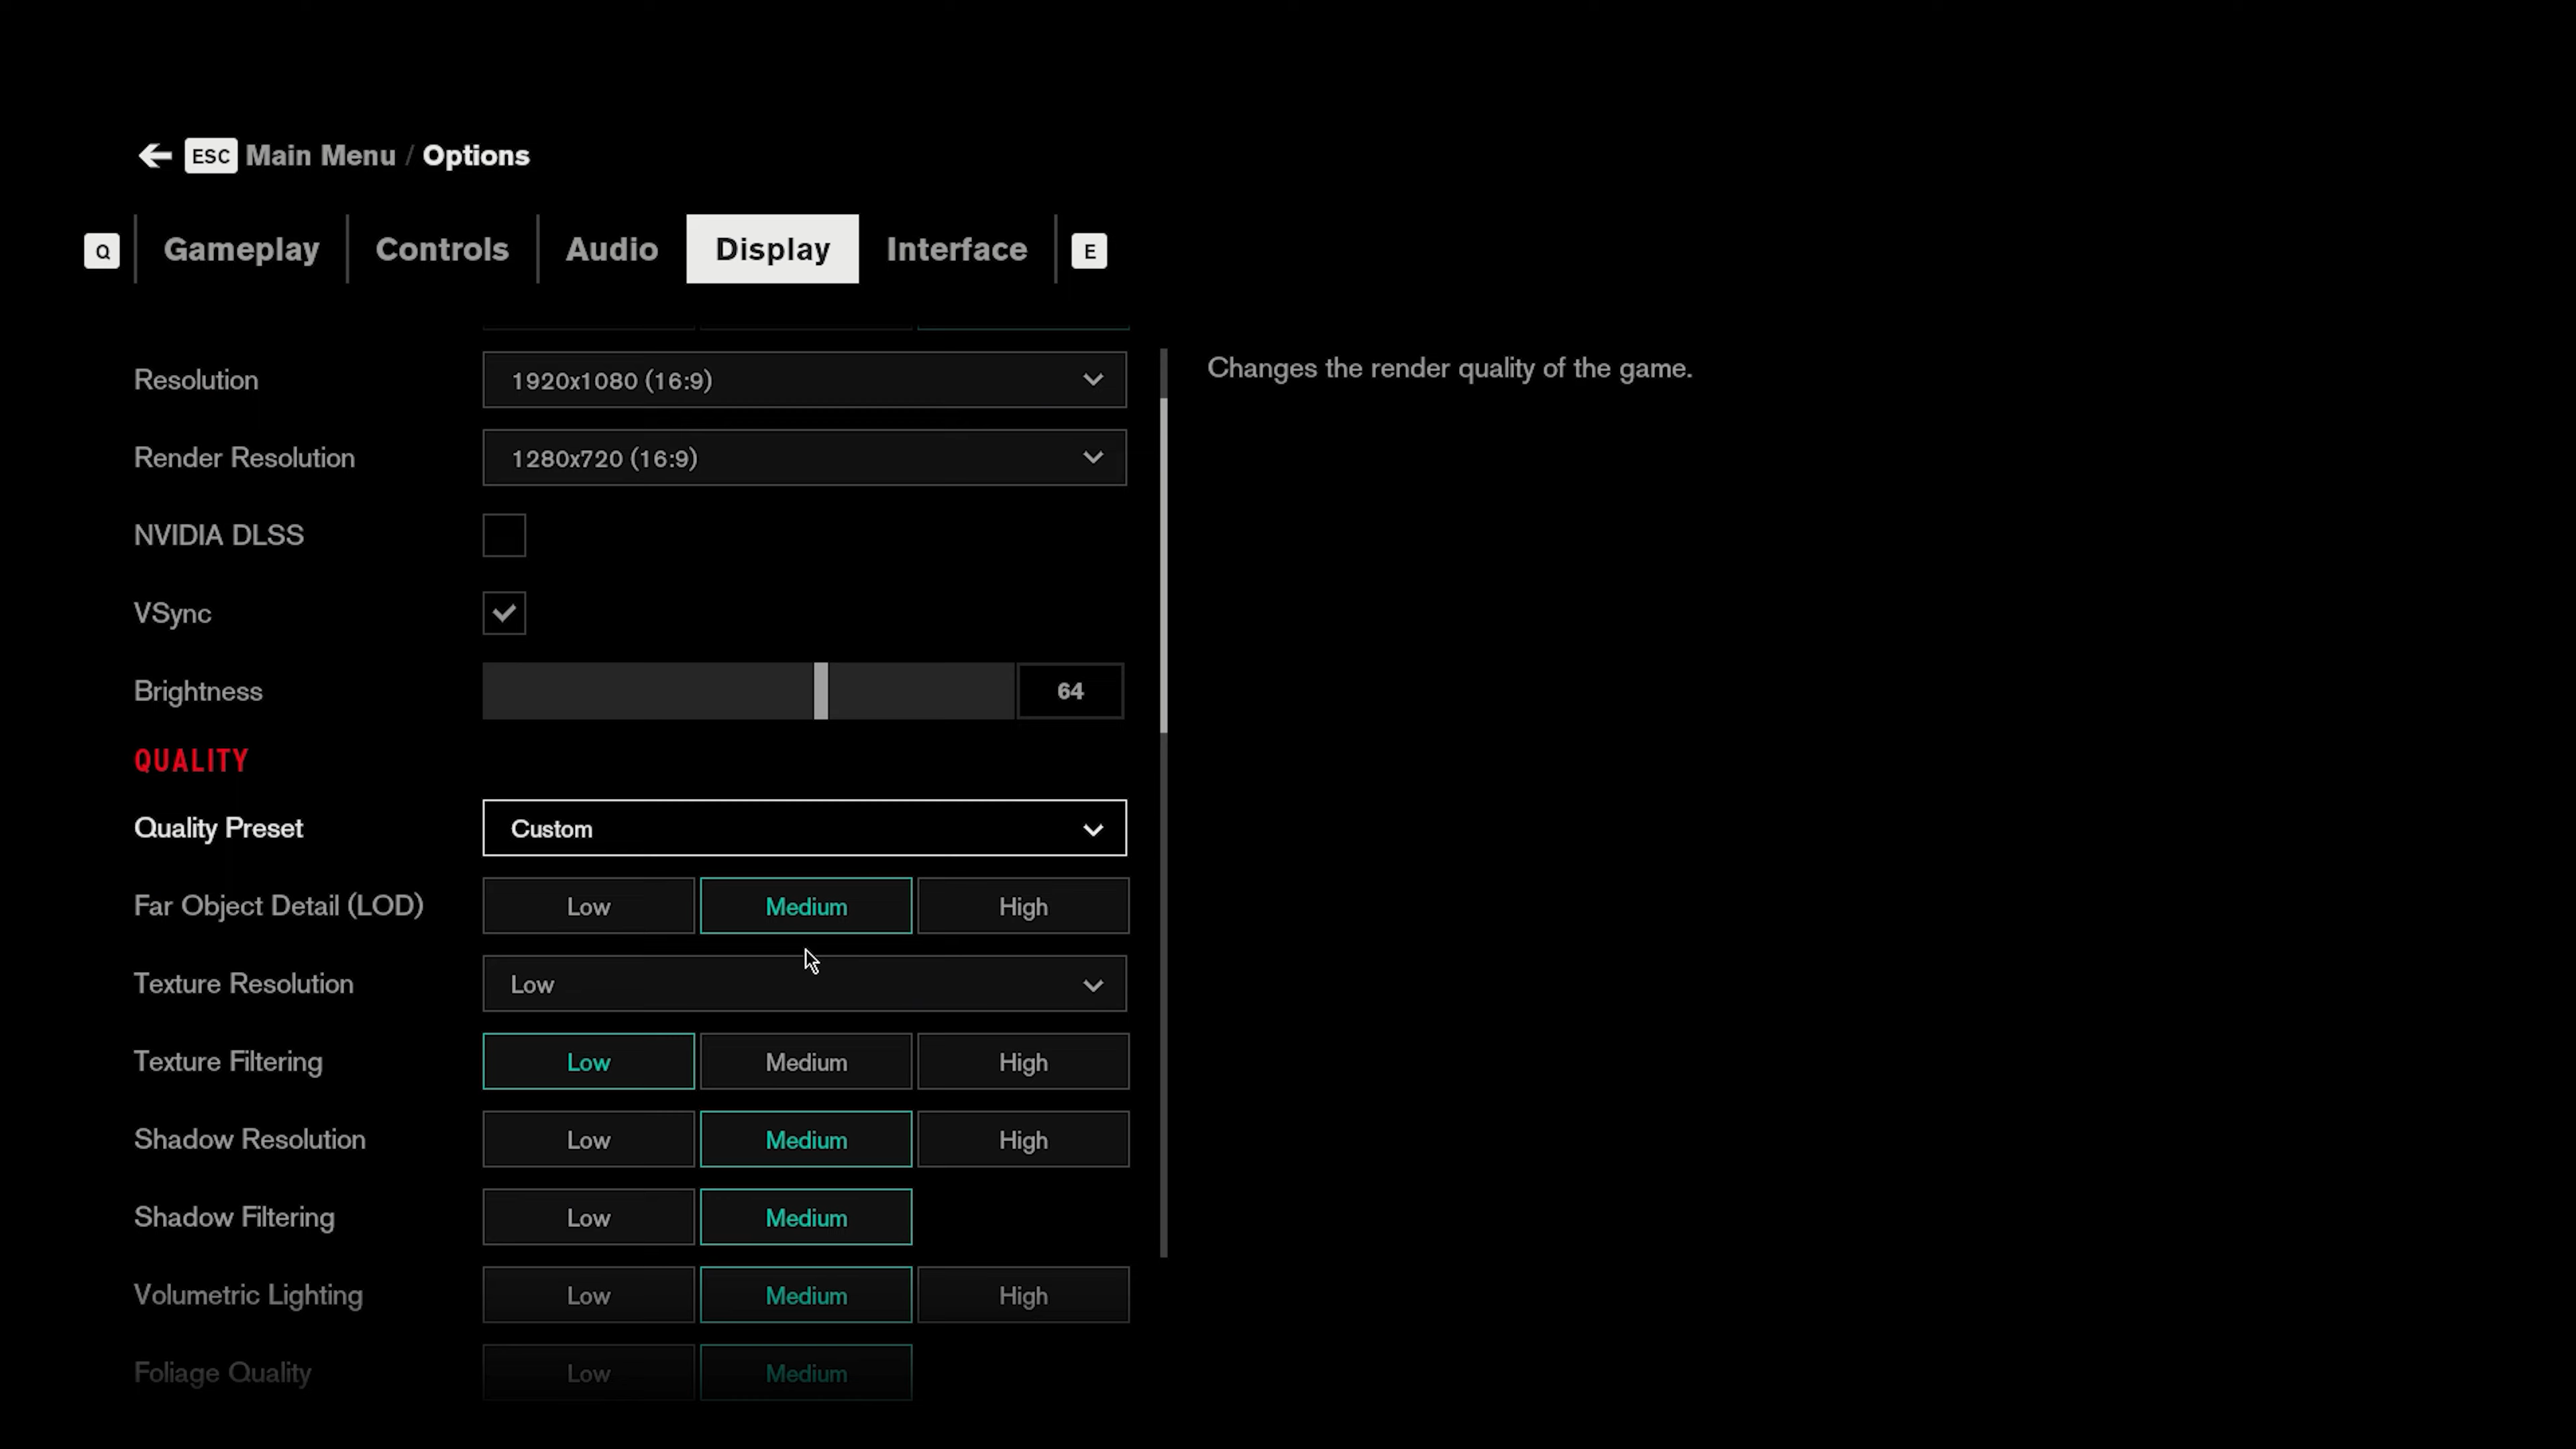 ESC Main Menu / Options
Q Gameplay Controls Audio Display Interface E
Resolution 1920x1080 (16:9)
Changes the render quality of the game.
Render Resolution 1280x720 (16:9)
NVIDIA DLSS
VSync
Brightness 64
QUALITY
Quality Preset Custom
Far Object Detail (LOD) Low Medium High
Texture Resolution Low
Texture Filtering Low Medium High
Shadow Resolution Low Medium High
Shadow Filtering Low Medium
Volumetric Lighting Low Medium High
Foliage Quality Low Medium